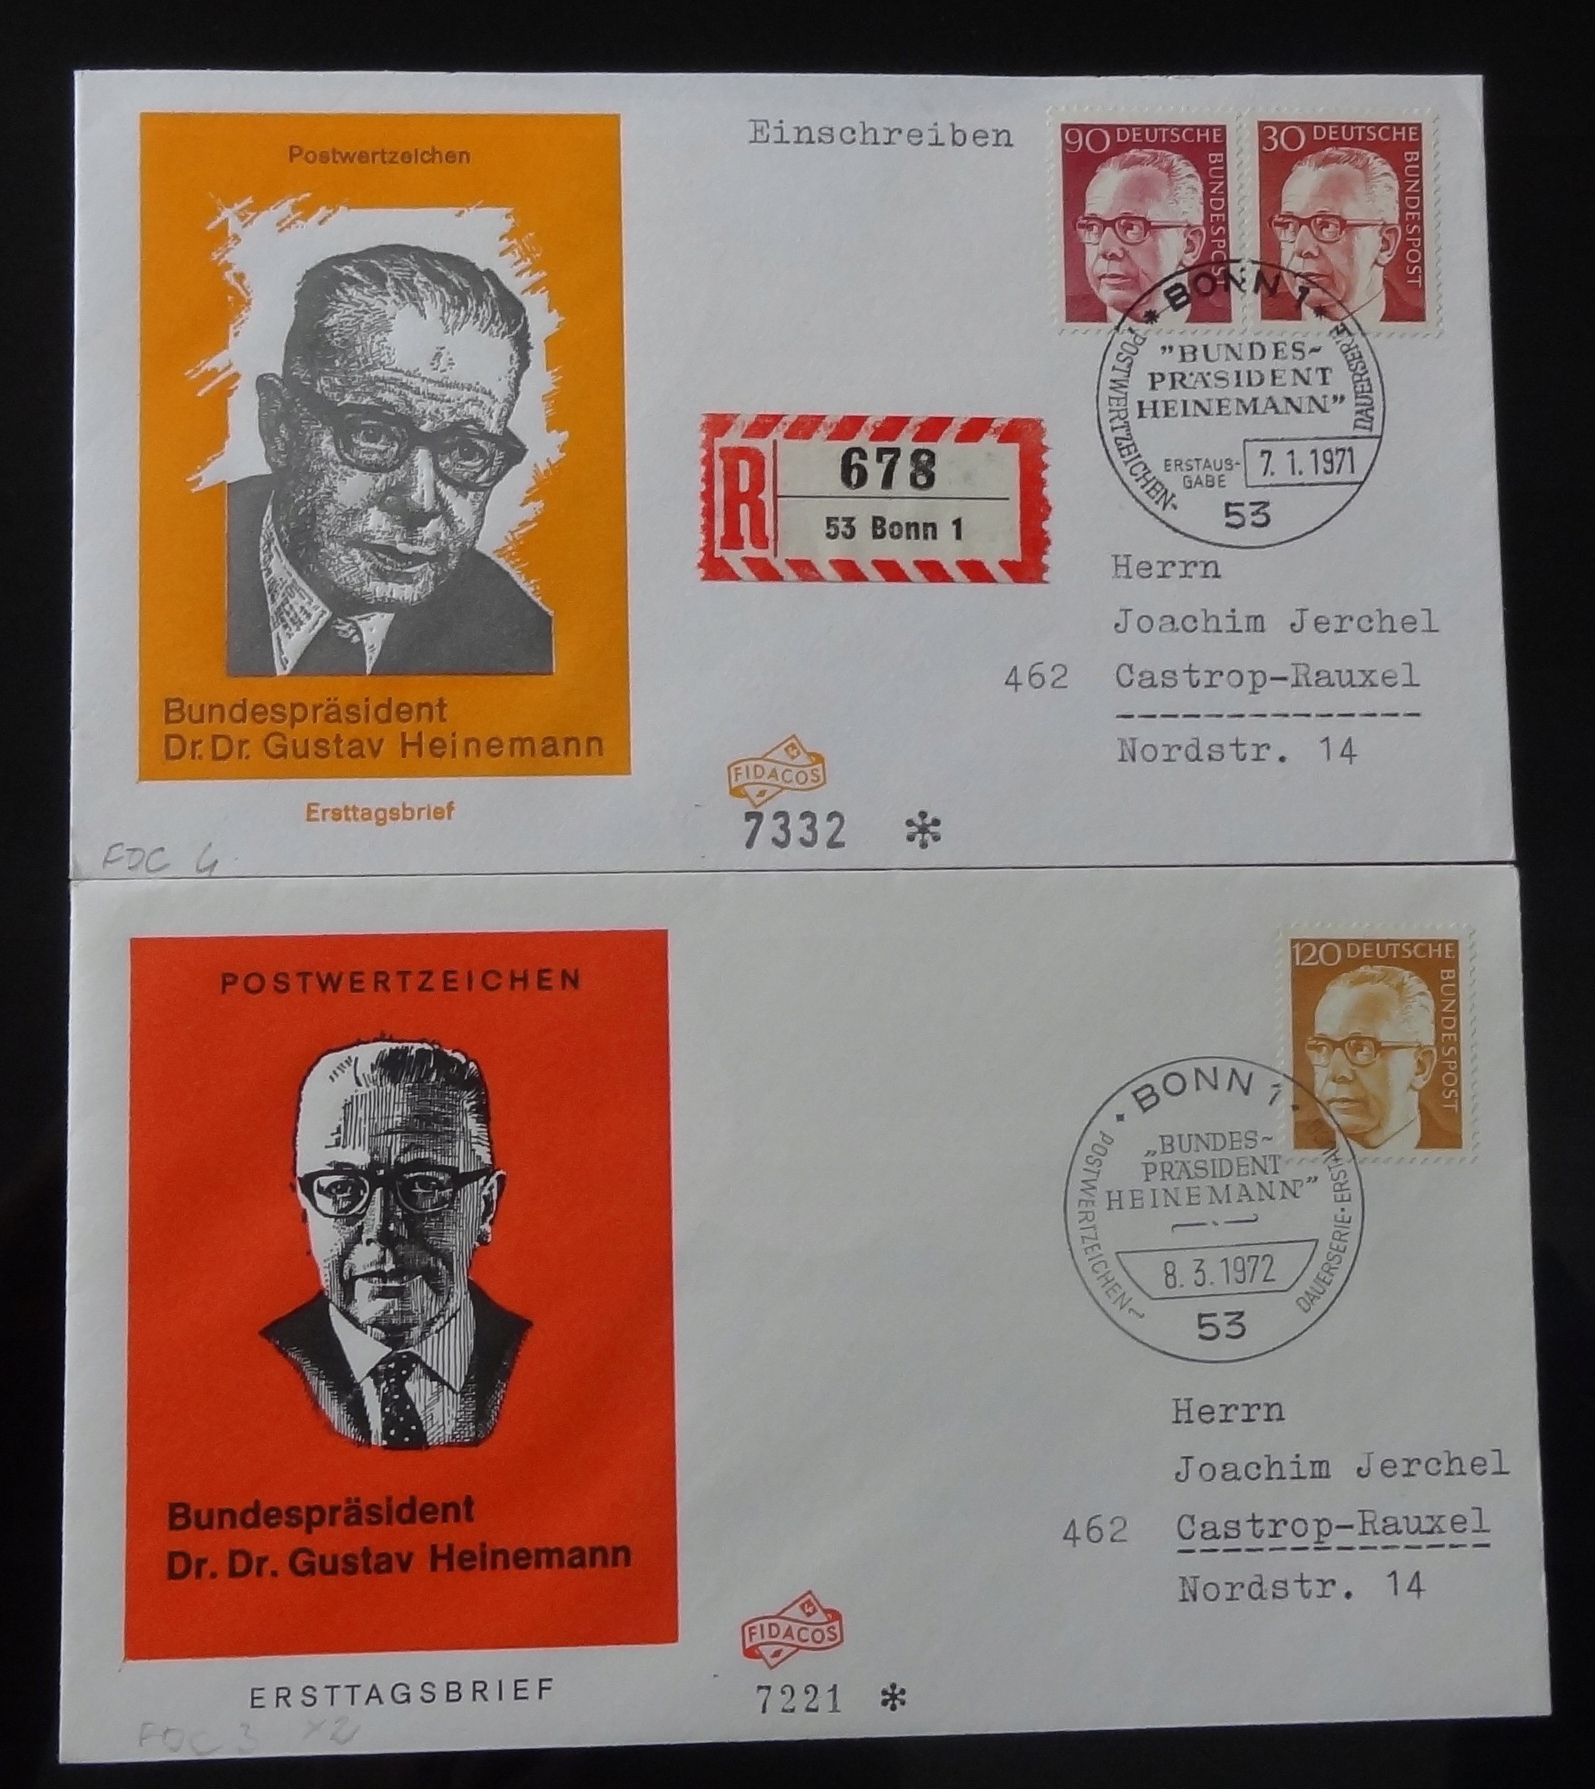 Postwertzeichen
Bundespräsident
Dr. Dr. Gustav Heinemann
Ersttagsbrief
FDC 4
Einschreiben
90 DEUTSCHE BUNDESPOST
30 DEUTSCHE BUNDESPOST
* BONN 1 *
POSTWERTZEICHEN-
DAUERSERIE
"BUNDES~
PRÄSIDENT
HEINEMANN"
ERSTAUS-
GABE
7. 1. 1971
53
R
678
53 Bonn 1
Herrn
Joachim Jerchel
462 Castrop-Rauxel
Nordstr. 14
FIDACOS
7332 *
POSTWERTZEICHEN
Bundespräsident
Dr. Dr. Gustav Heinemann
ERSTTAGSBRIEF
FDC 3 x2
120 DEUTSCHE BUNDESPOST
· BONN 1 ·
POSTWERTZEICHEN~
DAUERSERIE·
„BUNDES~
PRÄSIDENT
HEINEMANN"
8. 3. 1972
53
Herrn
Joachim Jerchel
462 Castrop-Rauxel
Nordstr. 14
FIDACOS
7221 *